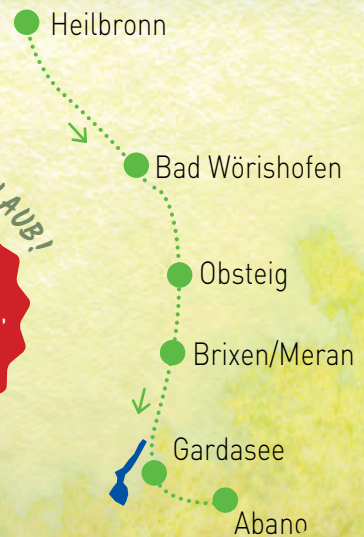 Heilbronn
Bad Wörishofen
Obsteig
Brixen/Meran
Gardasee
Abano